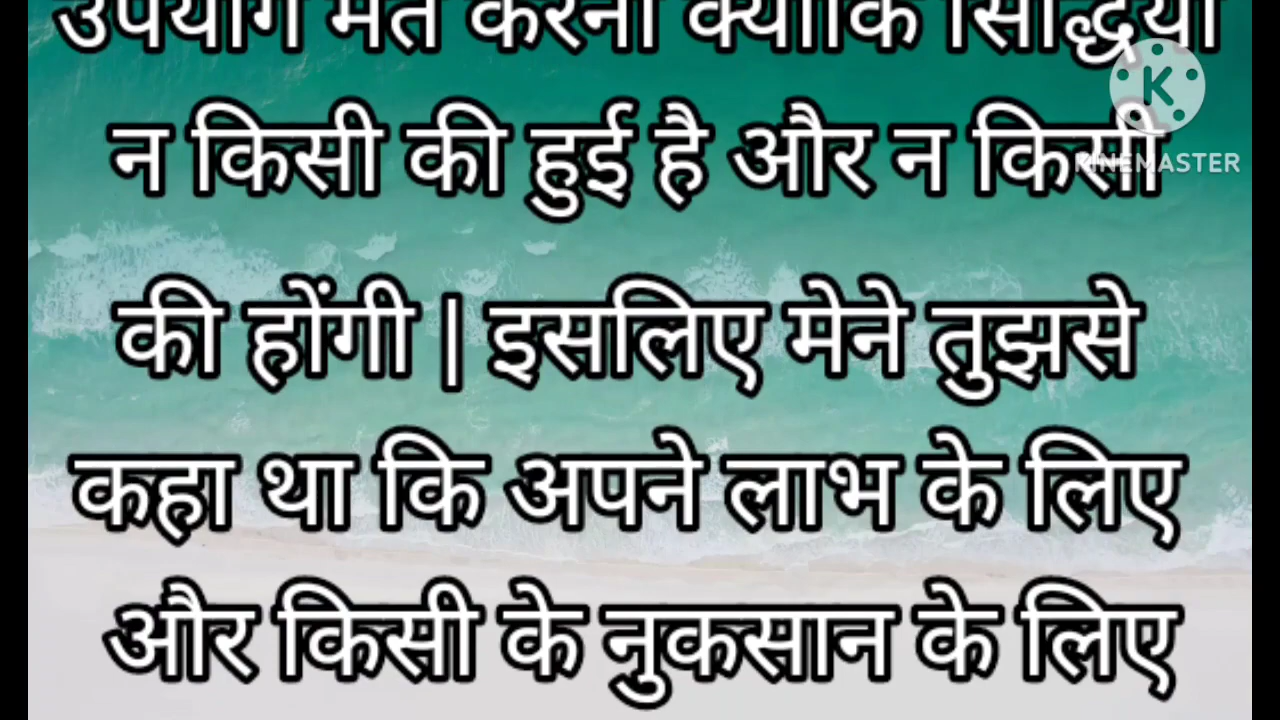 उपयोग मत करना क्योंकि सिद्धियां
न किसी की हुई है और न किसी
KINEMASTER
की होंगी | इसलिए मेने तुझसे
कहा था कि अपने लाभ के लिए
और किसी के नुकसान के लिए